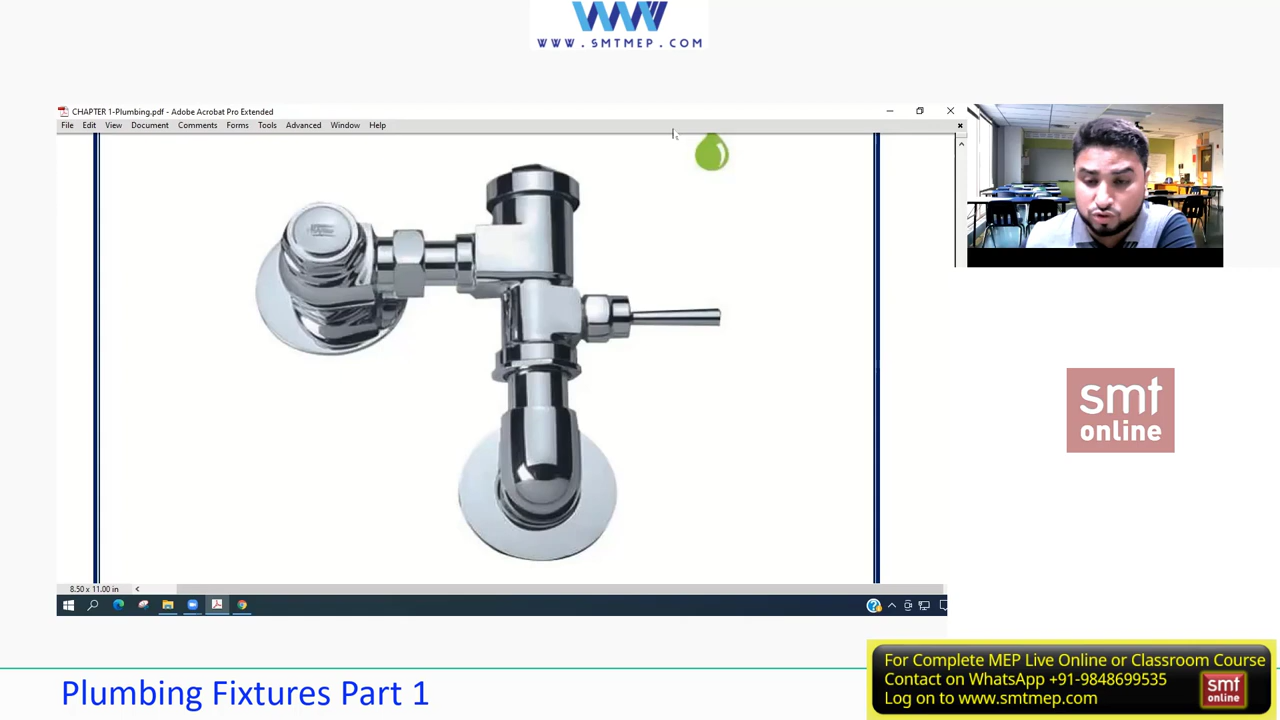 WWW.SMTMEP.COM
CHAPTER 1-Plumbing.pdf - Adobe Acrobat Pro Extended
File Edit View Document Comments Forms Tools Advanced Window Help
smt
online
8.50 x 11.00 in
Plumbing Fixtures Part 1
For Complete MEP Live Online or Classroom Course
Contact on WhatsApp +91-9848699535
Log on to www.smtmep.com
smt
online